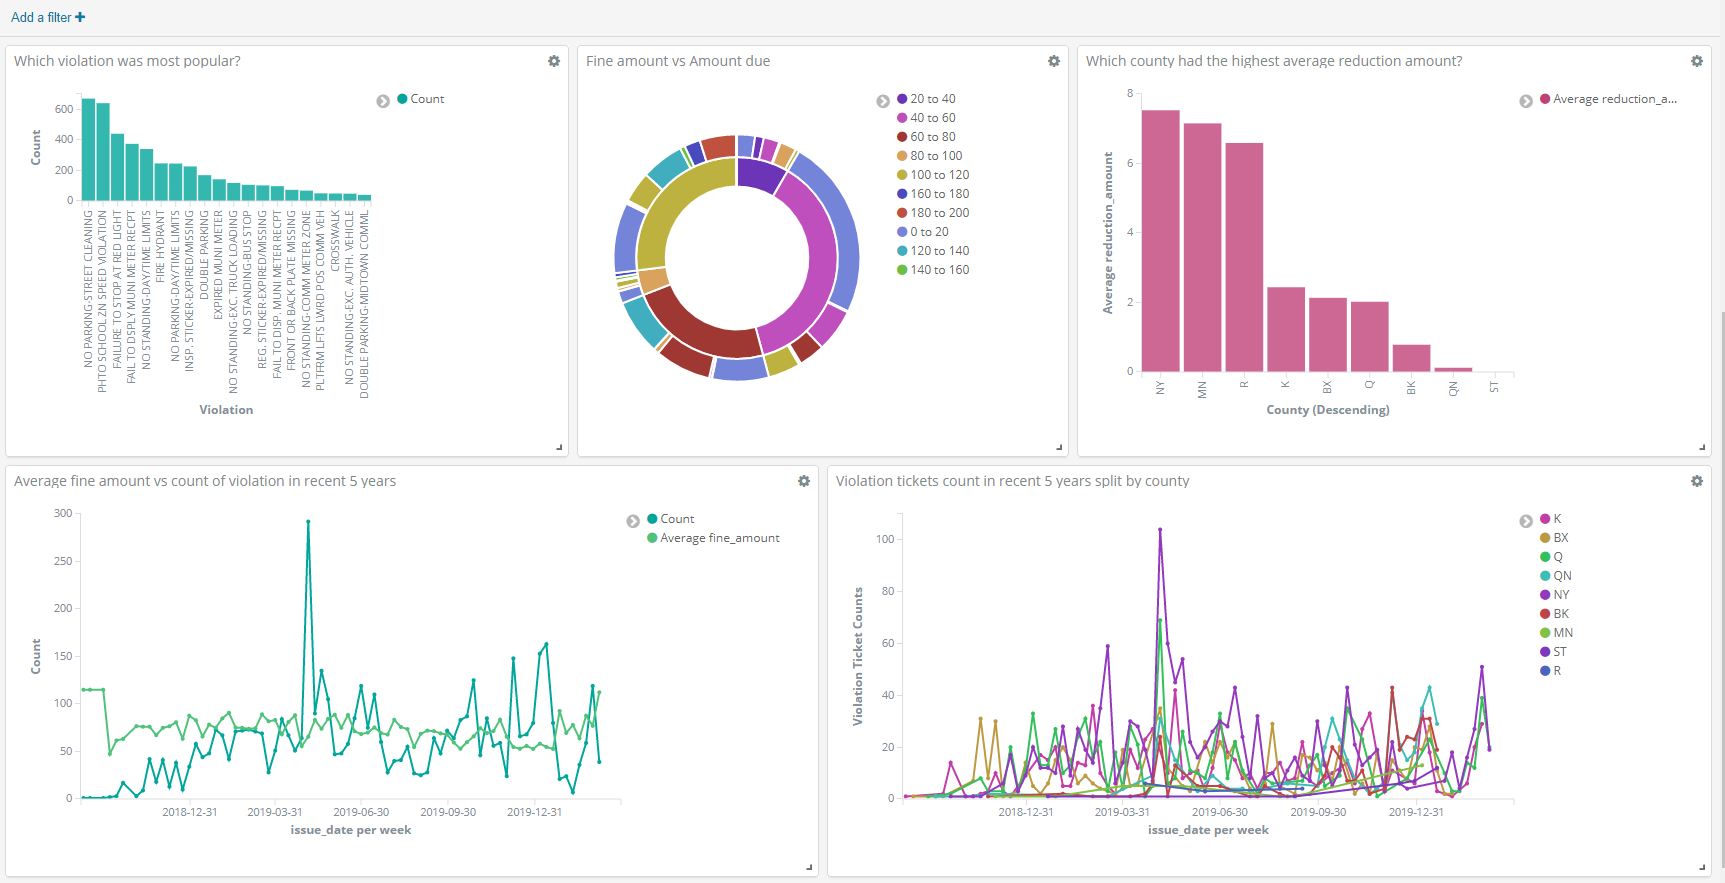 Add a filter
Which violation was most popular?
600
400
200
0
Count
NO PARKING-STREET CLEANING
PHTO SCHOOL ZN SPEED VIOLATION
FAILURE TO STOP AT RED LIGHT
FAIL TO DSPLY MUNI METER RECPT
NO STANDING-DAY/TIME LIMITS
FIRE HYDRANT
NO PARKING-DAY/TIME LIMITS
INSP. STICKER-EXPIRED/MISSING
DOUBLE PARKING
EXPIRED MUNI METER
NO STANDING-EXC. TRUCK LOADING
NO STANDING-BUS STOP
REG. STICKER-EXPIRED/MISSING
FAIL TO DISP. MUNI METER RECPT
FRONT OR BACK PLATE MISSING
NO STANDING-COMM METER ZONE
PLTFRM LFTS LWRD POS COMM VEH
CROSSWALK
NO STANDING-EXC. AUTH. VEHICLE
DOUBLE PARKING-MIDTOWN COMML
Violation
Count
Fine amount vs Amount due
20 to 40
40 to 60
60 to 80
80 to 100
100 to 120
160 to 180
180 to 200
0 to 20
120 to 140
140 to 160
Which county had the highest average reduction amount?
8
6
4
2
0
Average reduction_amount
NY
MN
R
K
BX
Q
BK
QN
ST
County (Descending)
Average reduction_a...
Average fine amount vs count of violation in recent 5 years
300
250
200
150
100
50
0
Count
2018-12-31
2019-03-31
2019-06-30
2019-09-30
2019-12-31
issue_date per week
Count
Average fine_amount
Violation tickets count in recent 5 years split by county
100
80
60
40
20
0
Violation Ticket Counts
2018-12-31
2019-03-31
2019-06-30
2019-09-30
2019-12-31
issue_date per week
K
BX
Q
QN
NY
BK
MN
ST
R